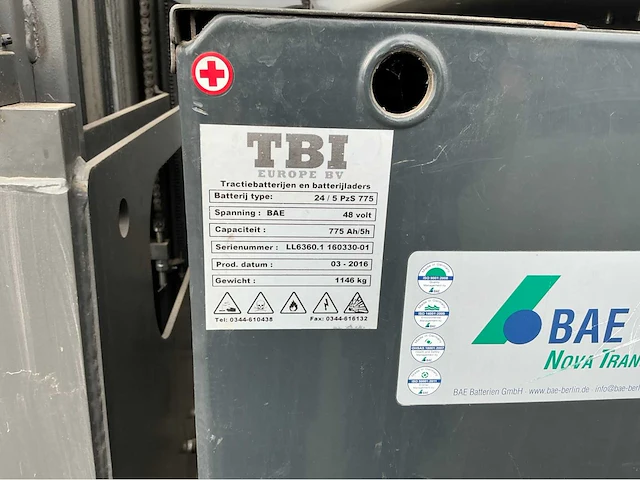 TBI
EUROPE BV
Tractiebatterijen en batterijladers
Batterij type: 24 / 5 PzS 775
Spanning : BAE 48 volt
Capaciteit : 775 Ah/5h
Serienummer : LL6360.1 160330-01
Prod. datum : 03 - 2016
Gewicht : 1146 kg
Tel: 0344-610438 Fax: 0344-616132
BAE
NOVA TRAN
BAE Batterien GmbH · www.bae-berlin.de · info@bae-ber